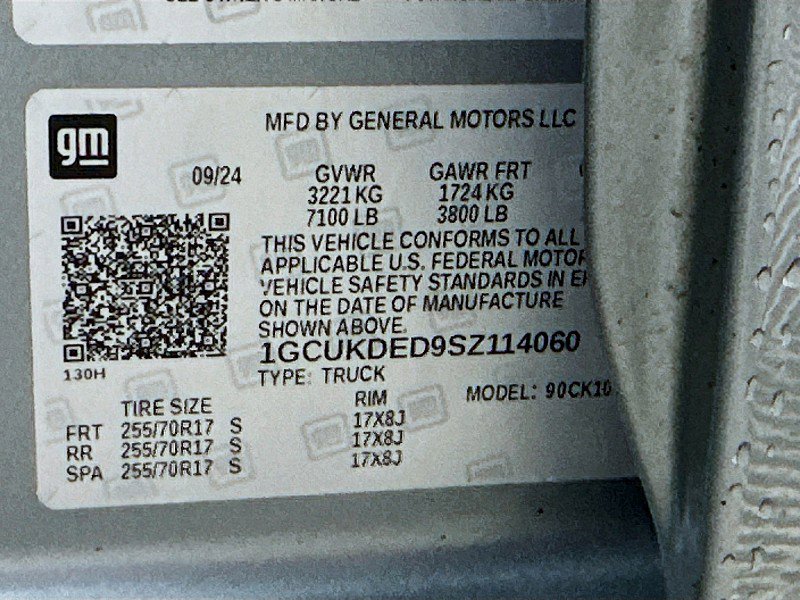 gm
MFD BY GENERAL MOTORS LLC
09/24
GVWR GAWR FRT
3221 KG 1724 KG
7100 LB 3800 LB
THIS VEHICLE CONFORMS TO ALL
APPLICABLE U.S. FEDERAL MOTOR
VEHICLE SAFETY STANDARDS IN
ON THE DATE OF MANUFACTURE
SHOWN ABOVE.
1GCUKDED9SZ114060
130H
TYPE: TRUCK
MODEL: 90CK10
TIRE SIZE RIM
FRT 255/70R17 S 17X8J
RR 255/70R17 S 17X8J
SPA 255/70R17 S 17X8J